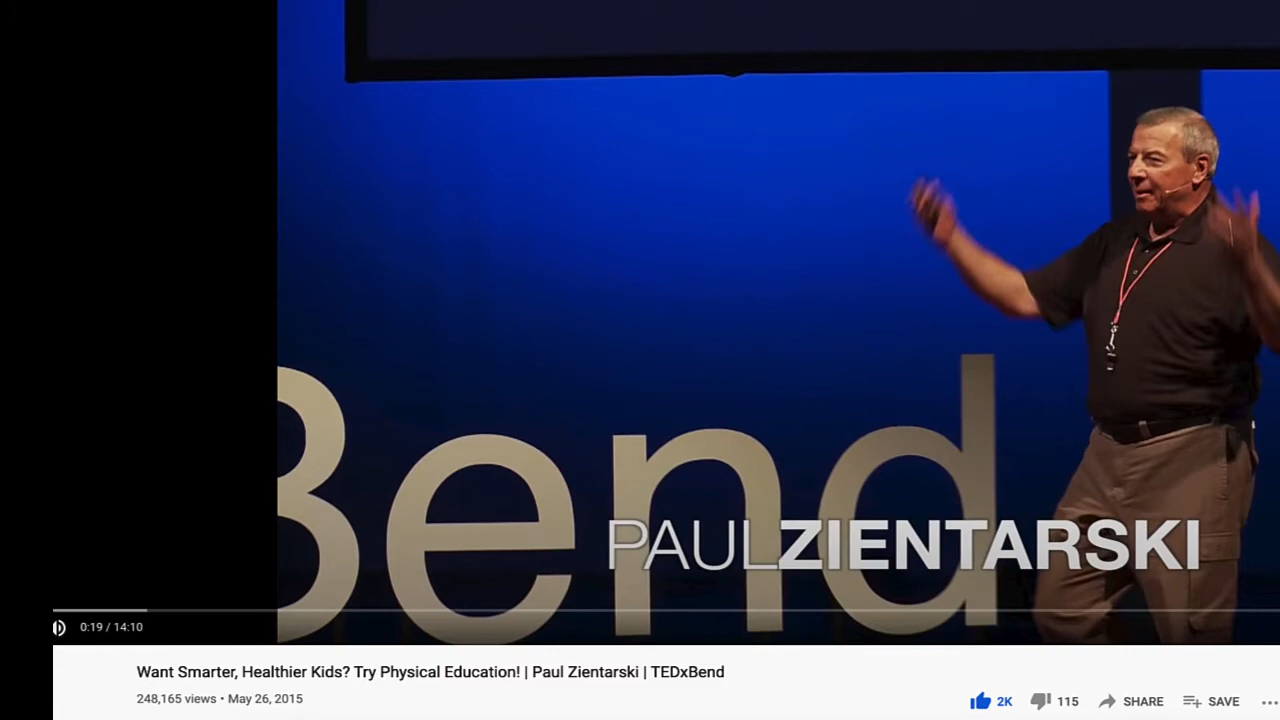 Bend
PAULZIENTARSKI
0:19 / 14:10
Want Smarter, Healthier Kids? Try Physical Education! | Paul Zientarski | TEDxBend
248,165 views • May 26, 2015
2K 115 SHARE SAVE